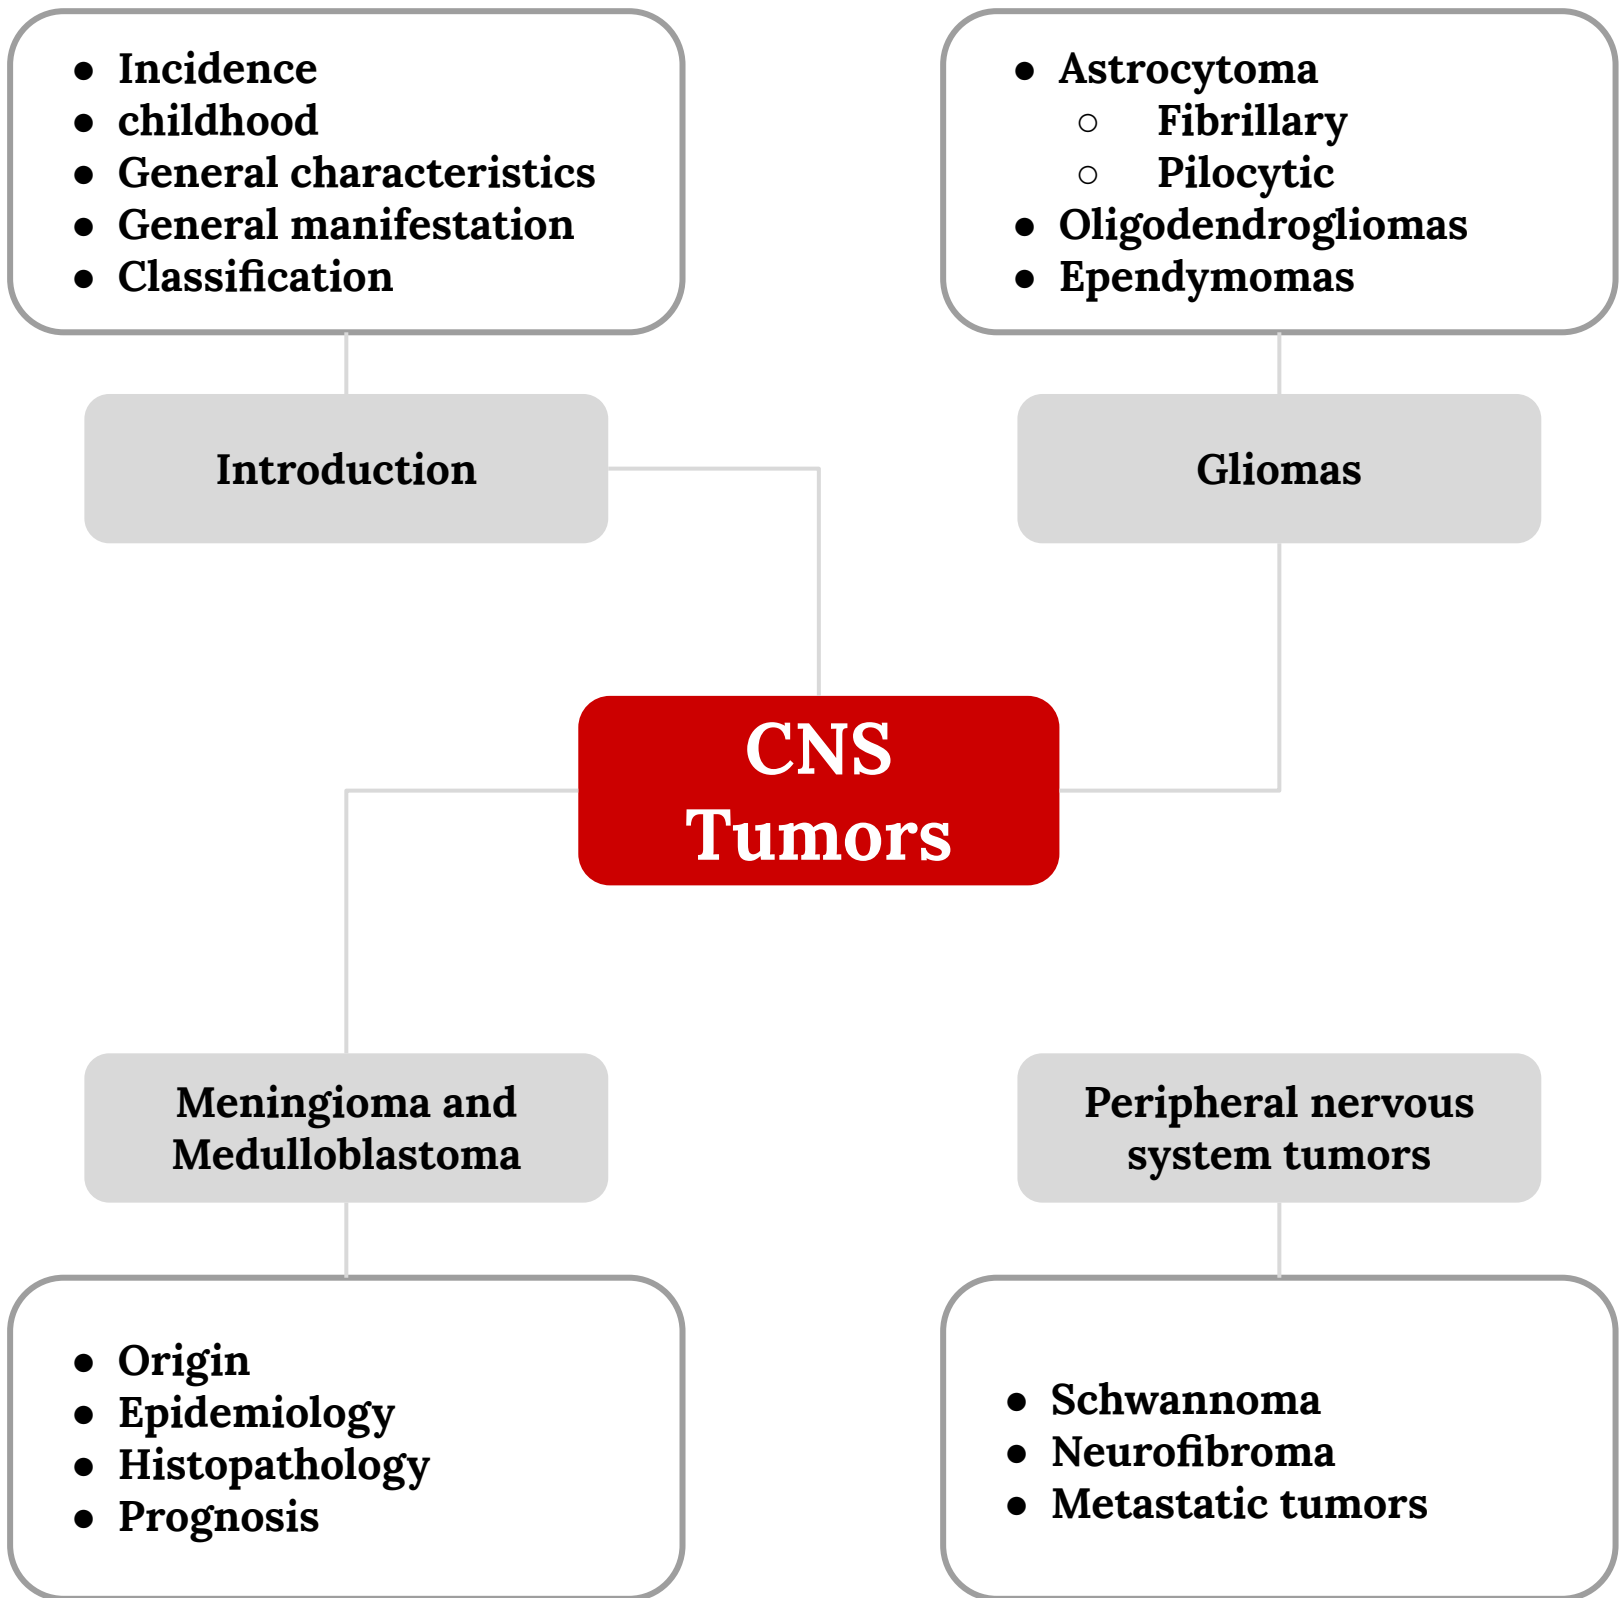 ● Incidence
● childhood
● General characteristics
● General manifestation
● Classification
● Astrocytoma
○ Fibrillary
○ Pilocytic
● Oligodendrogliomas
● Ependymomas
Introduction
Gliomas
CNS
Tumors
Meningioma and
Medulloblastoma
Peripheral nervous
system tumors
● Origin
● Epidemiology
● Histopathology
● Prognosis
● Schwannoma
● Neurofibroma
● Metastatic tumors